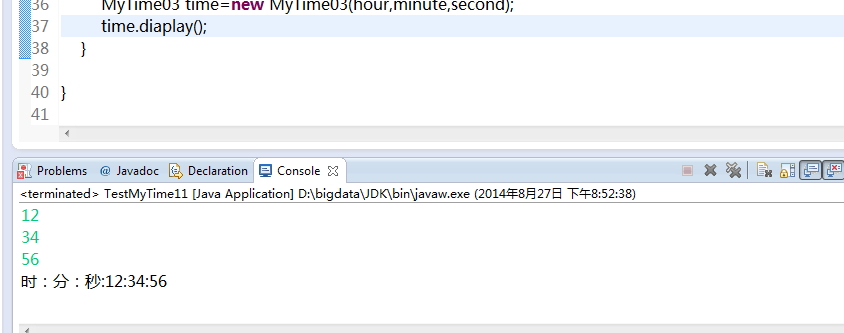 36 MyTime03 time=new MyTime03(hour,minute,second);
37 time.diaplay();
38 }
39
40 }
41
Problems @ Javadoc Declaration Console
<terminated> TestMyTime11 [Java Application] D:\bigdata\JDK\bin\javaw.exe (2014年8月27日 下午8:52:38)
12
34
56
时：分：秒:12:34:56